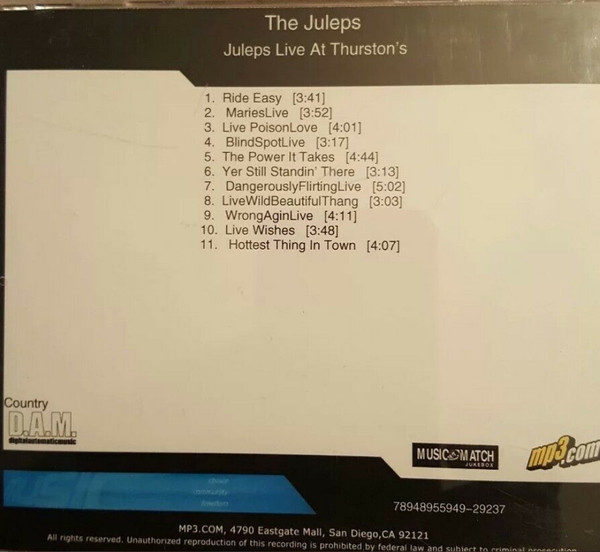 The Juleps
Juleps Live At Thurston's
1. Ride Easy [3:41]
2. MariesLive [3:52]
3. Live PoisonLove [4:01]
4. BlindSpotLive [3:17]
5. The Power It Takes [4:44]
6. Yer Still Standin' There [3:13]
7. DangerouslyFlirtingLive [5:02]
8. LiveWildBeautifulThang [3:03]
9. WrongAginLive [4:11]
10. Live Wishes [3:48]
11. Hottest Thing In Town [4:07]
Country
D.A.M.
digitalautomaticmusic
MUSICMATCH
JUKEBOX
mp3.com
music
community
freedom
78948955949-29237
MP3.COM, 4790 Eastgate Mall, San Diego,CA 92121
All rights reserved. Unauthorized reproduction of this recording is prohibited by federal law and subject to criminal prosecution